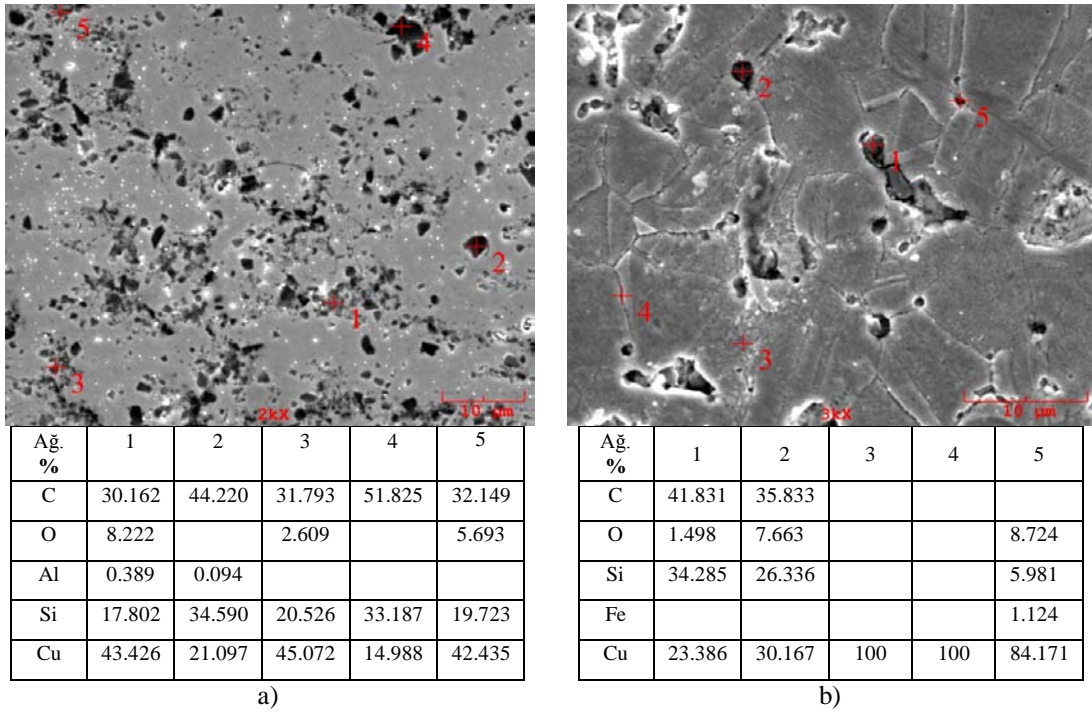 5
4
2
1
3
10 µm
2kX
2
5
1
4
3
10 µm
3kX
Ağ. % 1 2 3 4 5
C 30.162 44.220 31.793 51.825 32.149
O 8.222 2.609 5.693
Al 0.389 0.094
Si 17.802 34.590 20.526 33.187 19.723
Cu 43.426 21.097 45.072 14.988 42.435
a)
Ağ. % 1 2 3 4 5
C 41.831 35.833
O 1.498 7.663 8.724
Si 34.285 26.336 5.981
Fe 1.124
Cu 23.386 30.167 100 100 84.171
b)